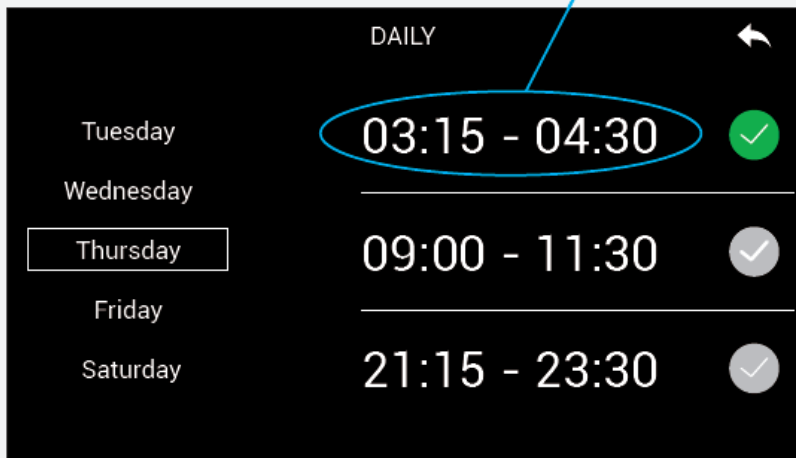 DAILY
Tuesday
03:15 - 04:30
Wednesday
Thursday
09:00 - 11:30
Friday
Saturday
21:15 - 23:30